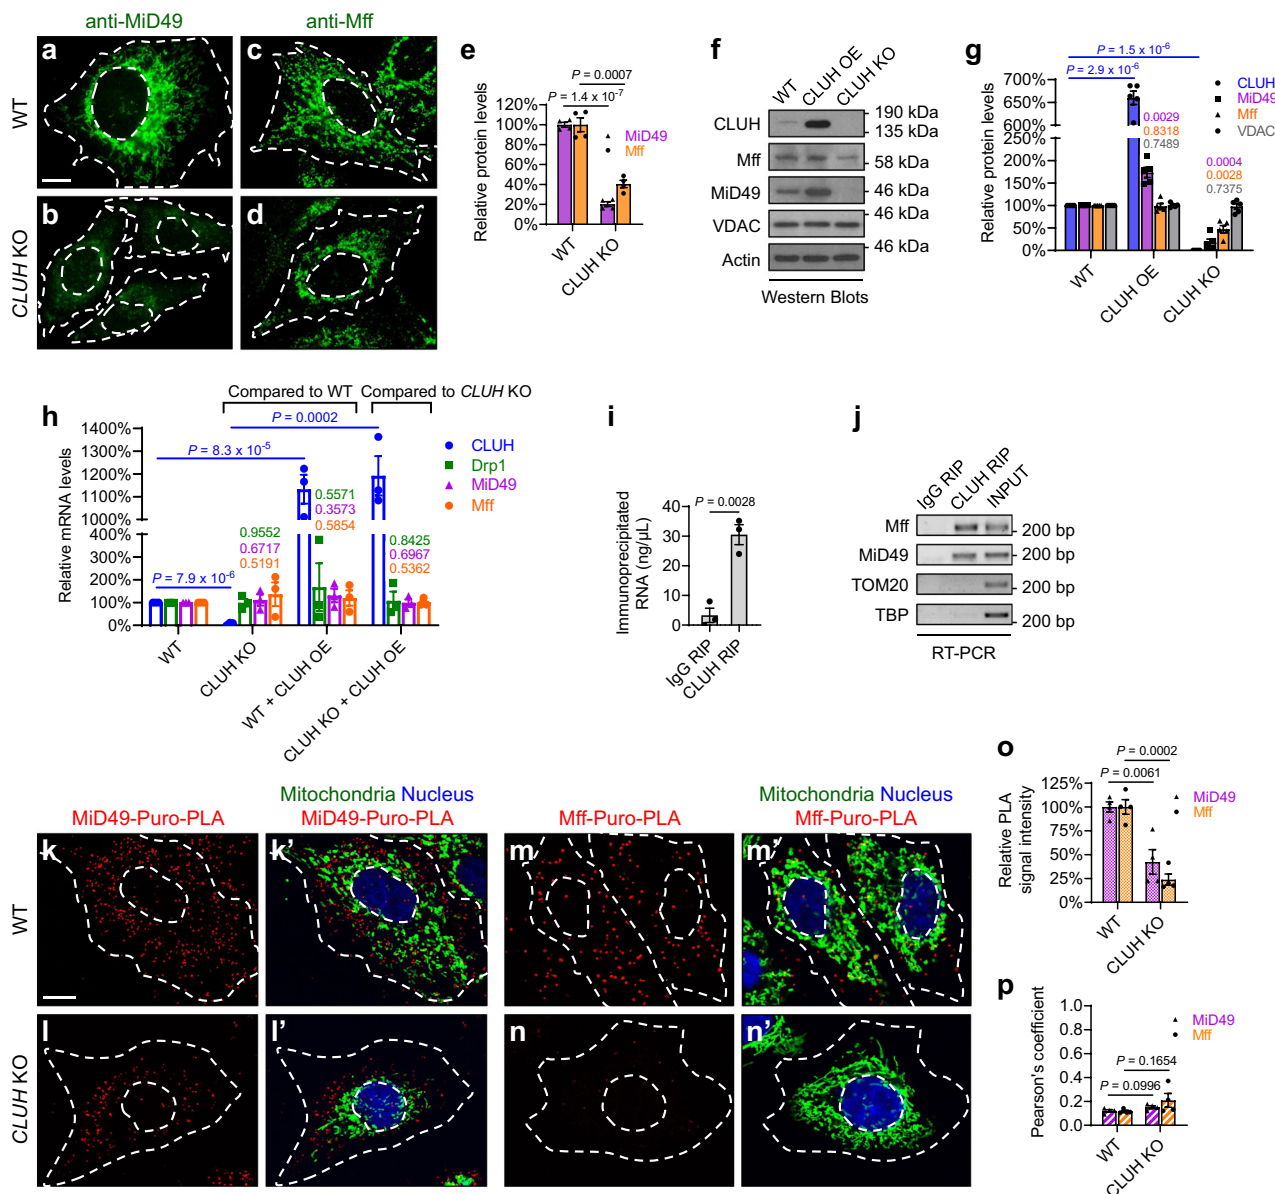 anti-MiD49
anti-Mff
WT
CLUH KO
a
c
b
d
e
P = 0.0007
P = 1.4 x 10-7
120%
100%
80%
60%
40%
20%
0%
Relative protein levels
MiD49
Mff
WT
CLUH KO
f
WT
CLUH OE
CLUH KO
CLUH
190 kDa
135 kDa
Mff
58 kDa
MiD49
46 kDa
VDAC
46 kDa
Actin
46 kDa
Western Blots
g
P = 1.5 x 10-6
P = 2.9 x 10-6
700%
650%
600%
250%
200%
150%
100%
50%
0%
Relative protein levels
0.0029
0.8318
0.7489
0.0004
0.0028
0.7375
CLUH
MiD49
Mff
VDAC
WT
CLUH OE
CLUH KO
h
Compared to WT
Compared to CLUH KO
P = 0.0002
P = 8.3 x 10-5
P = 7.9 x 10-6
1400%
1300%
1200%
1100%
1000%
400%
300%
200%
100%
0%
Relative mRNA levels
0.9552
0.6717
0.5191
0.5571
0.3573
0.5854
0.8425
0.6967
0.5362
CLUH
Drp1
MiD49
Mff
WT
CLUH KO
WT + CLUH OE
CLUH KO + CLUH OE
i
P = 0.0028
40
30
20
10
0
Immunoprecipitated
RNA (ng/µL)
IgG RIP
CLUH RIP
j
IgG RIP
CLUH RIP
INPUT
Mff
200 bp
MiD49
200 bp
TOM20
200 bp
TBP
200 bp
RT-PCR
MiD49-Puro-PLA
Mitochondria Nucleus
MiD49-Puro-PLA
Mff-Puro-PLA
Mitochondria Nucleus
Mff-Puro-PLA
WT
CLUH KO
k
k'
m
m'
l
l'
n
n'
o
P = 0.0002
P = 0.0061
125%
100%
75%
50%
25%
0%
Relative PLA
signal intensity
MiD49
Mff
WT
CLUH KO
p
1.0
0.8
0.6
0.4
0.2
0.0
Pearson's coefficient
MiD49
Mff
P = 0.1654
P = 0.0996
WT
CLUH KO